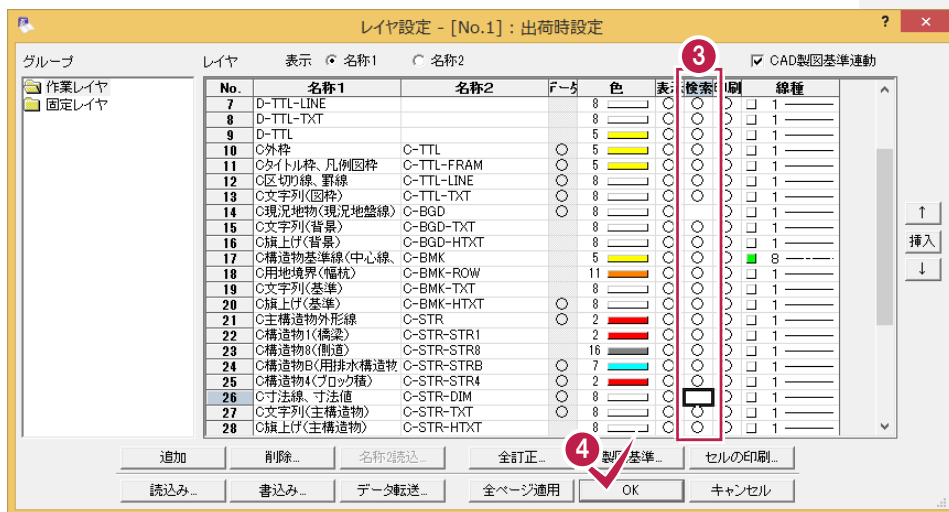 レイヤ設定 - [No.1] : 出荷時設定 ? ×
グループ レイヤ 表示 名称1 名称2 3 CAD製図基準連動
作業レイヤ
固定レイヤ
No. 名称1 名称2 データ 色 表示 検索 印刷 線種
7 D-TTL-LINE 8 1
8 D-TTL-TXT 8 1
9 D-TTL 5 1
10 C外枠 C-TTL 5 1
11 Cタイトル枠、凡例図枠 C-TTL-FRAM 5 1
12 C区切り線、罫線 C-TTL-LINE 8 1
13 C文字列(図枠) C-TTL-TXT 8 1
14 C現況地物(現況地盤線) C-BGD 8 1
15 C文字列(背景) C-BGD-TXT 8 1
16 C旗上げ(背景) C-BGD-HTXT 8 1
17 C構造物基準線(中心線、 C-BMK 5 8
18 C用地境界(幅杭) C-BMK-ROW 11 1
19 C文字列(基準) C-BMK-TXT 8 1
20 C旗上げ(基準) C-BMK-HTXT 8 1
21 C主構造物外形線 C-STR 2 1
22 C構造物1(橋梁) C-STR-STR1 2 1
23 C構造物8(側道) C-STR-STR8 16 1
24 C構造物B(用排水構造物 C-STR-STRB 7 1
25 C構造物4(ブロック積) C-STR-STR4 2 1
26 C寸法線、寸法値 C-STR-DIM 8 1
27 C文字列(主構造物) C-STR-TXT 8 1
28 C旗上げ(主構造物) C-STR-HTXT 8 1
↑
挿入
↓
追加 削除... 名称2読込... 全訂正... 4 製図基準... セルの印刷...
読込み... 書込み... データ転送... 全ページ適用 OK キャンセル